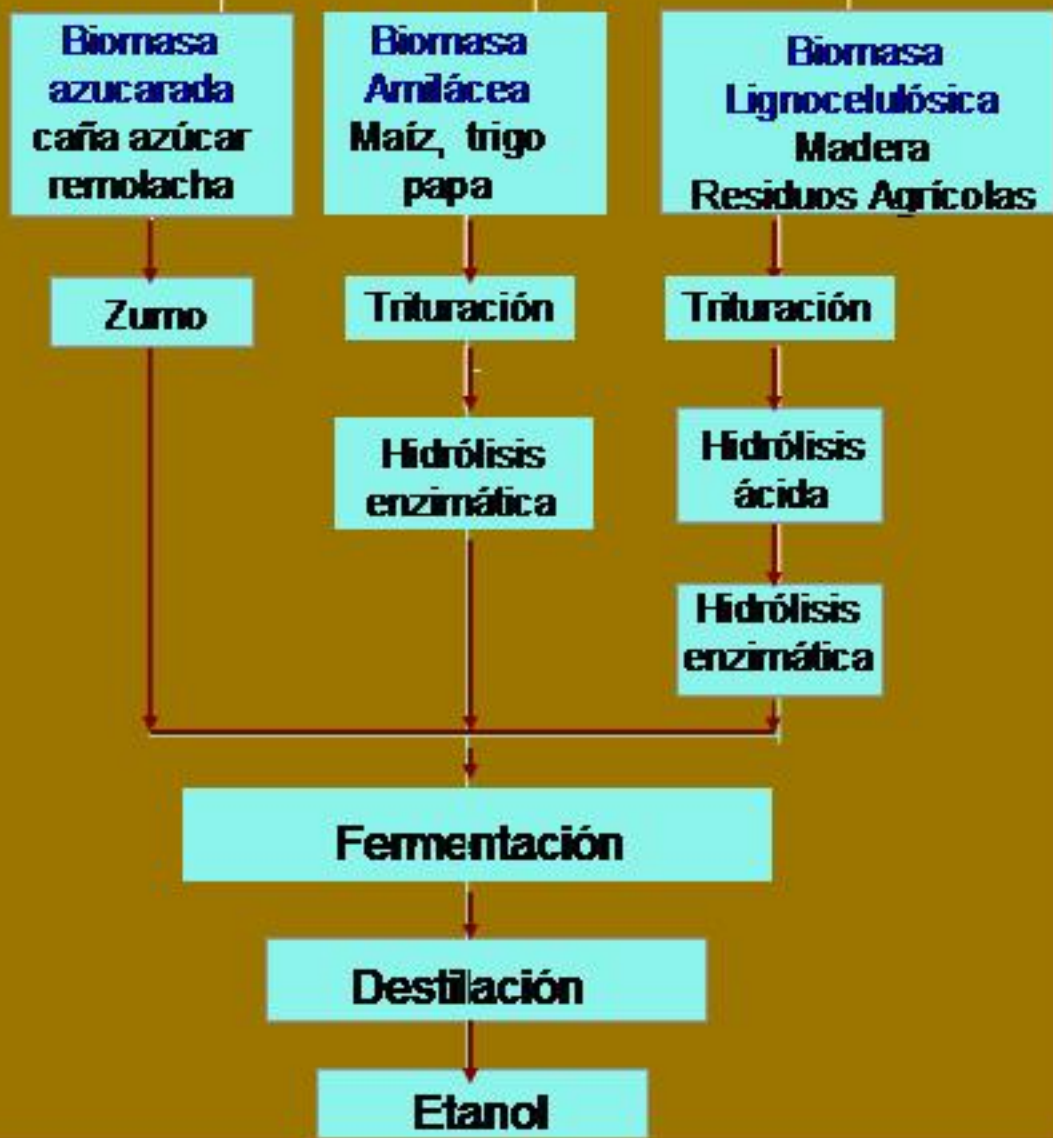 Biomasa
azucarada
caña azúcar
remolacha
Biomasa
Amilácea
Maíz, trigo
papa
Biomasa
Lignocelulósica
Madera
Residuos Agrícolas
Zumo
Trituración
Trituración
Hidrólisis
enzimática
Hidrólisis
ácida
Hidrólisis
enzimática
Fermentación
Destilación
Etanol